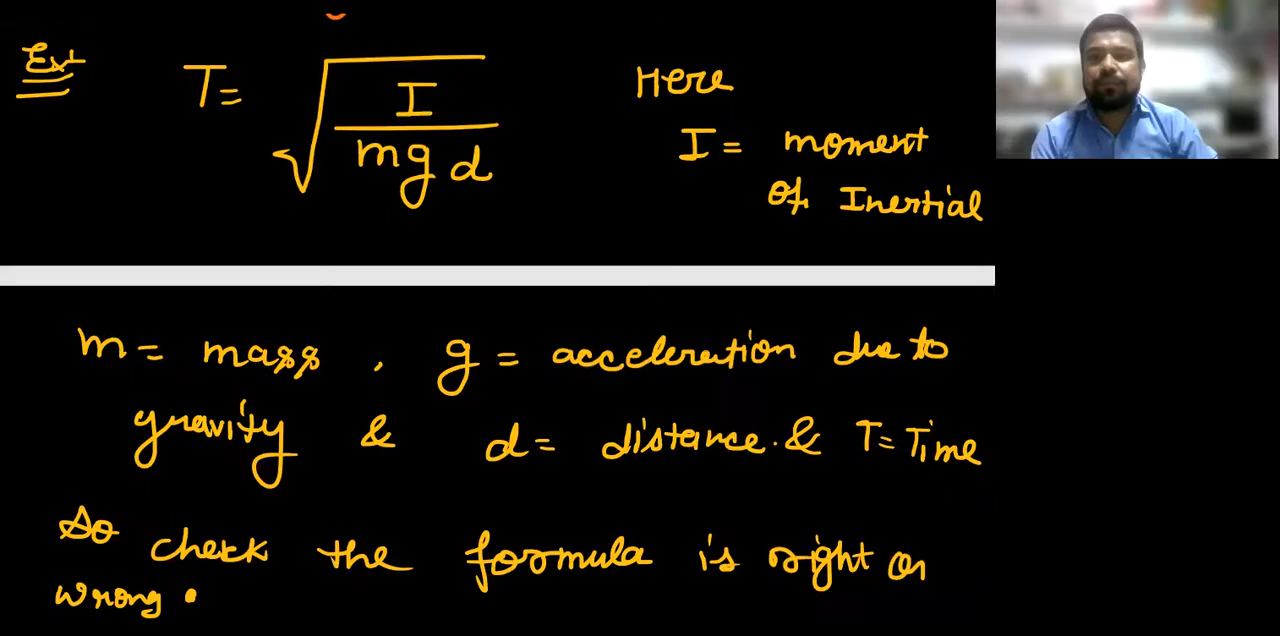 Ex+
T= √ I / mgd
Here
I = moment
of Inertial
m = mass, g = acceleration due to
gravity & d = distance. & T = Time
so check the formula is right or
wrong.